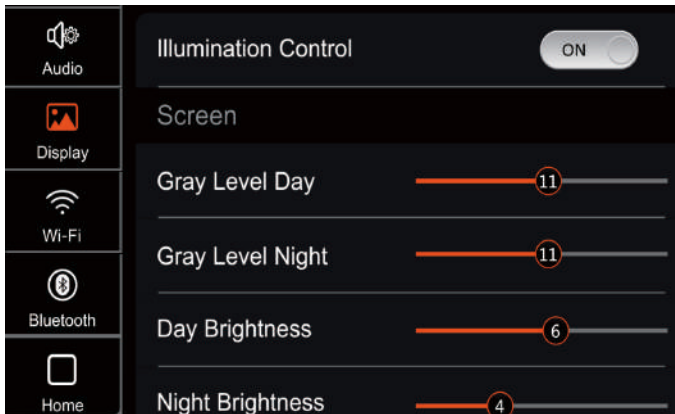 Audio
Display
Wi-Fi
Bluetooth
Home
Illumination Control ON
Screen
Gray Level Day 11
Gray Level Night 11
Day Brightness 6
Night Brightness 4